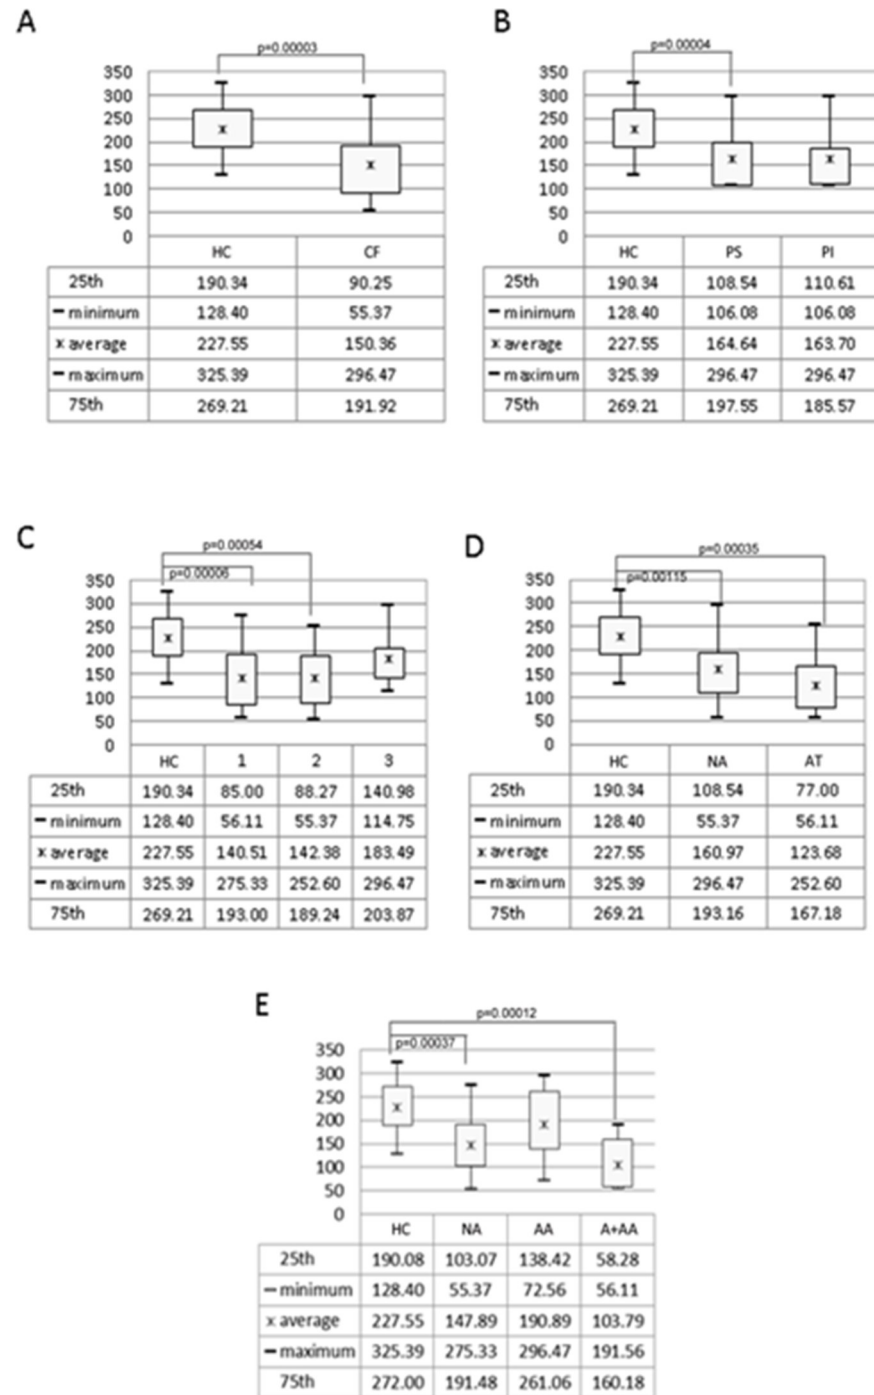 A
p=0.00003
350
300
250
200
150
100
50
0
HC CF
25th 190.34 90.25
minimum 128.40 55.37
average 227.55 150.36
maximum 325.39 296.47
75th 269.21 191.92
B
p=0.00004
350
300
250
200
150
100
50
0
HC PS PI
25th 190.34 108.54 110.61
minimum 128.40 106.08 106.08
average 227.55 164.64 163.70
maximum 325.39 296.47 296.47
75th 269.21 197.55 185.57
C
p=0.00054
p=0.00006
350
300
250
200
150
100
50
0
HC 1 2 3
25th 190.34 85.00 88.27 140.98
minimum 128.40 56.11 55.37 114.75
average 227.55 140.51 142.38 183.49
maximum 325.39 275.33 252.60 296.47
75th 269.21 193.00 189.24 203.87
D
p=0.00035
p=0.00115
350
300
250
200
150
100
50
0
HC NA AT
25th 190.34 108.54 77.00
minimum 128.40 55.37 56.11
average 227.55 160.97 123.68
maximum 325.39 296.47 252.60
75th 269.21 193.16 167.18
E
p=0.00012
p=0.00037
350
300
250
200
150
100
50
0
HC NA AA A+AA
25th 190.08 103.07 138.42 58.28
minimum 128.40 55.37 72.56 56.11
average 227.55 147.89 190.89 103.79
maximum 325.39 275.33 296.47 191.56
75th 272.00 191.48 261.06 160.18